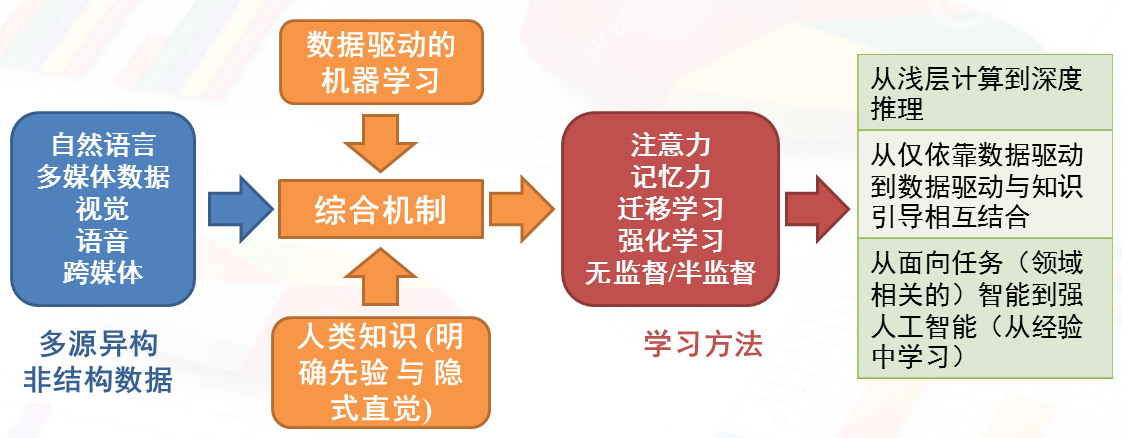 数据驱动的
机器学习
自然语言
多媒体数据
视觉
语音
跨媒体
多源异构
非结构数据
综合机制
人类知识 (明
确先验 与 隐
式直觉)
注意力
记忆力
迁移学习
强化学习
无监督/半监督
学习方法
从浅层计算到深度
推理
从仅依靠数据驱动
到数据驱动与知识
引导相互结合
从面向任务（领域
相关的）智能到强
人工智能（从经验
中学习）